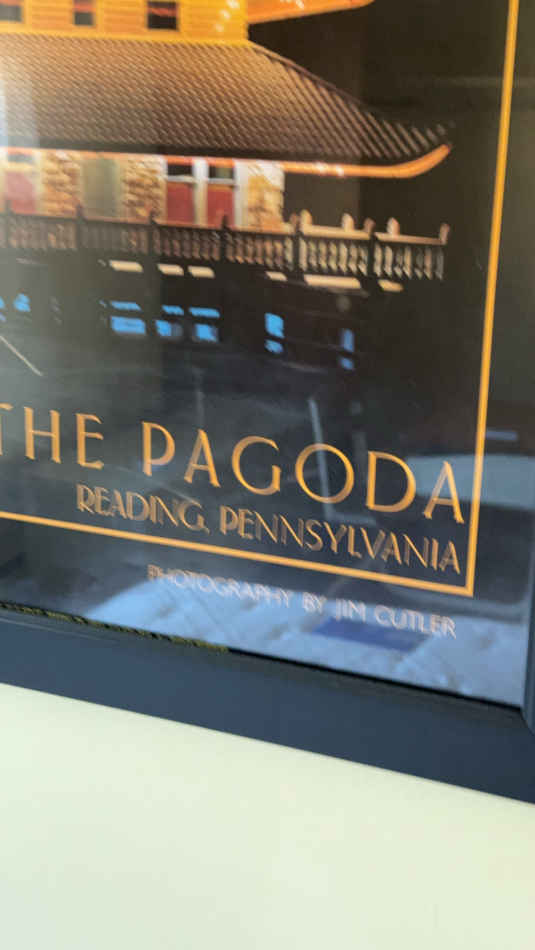 THE PAGODA
READING, PENNSYLVANIA
PHOTOGRAPHY BY JIM CUTLER